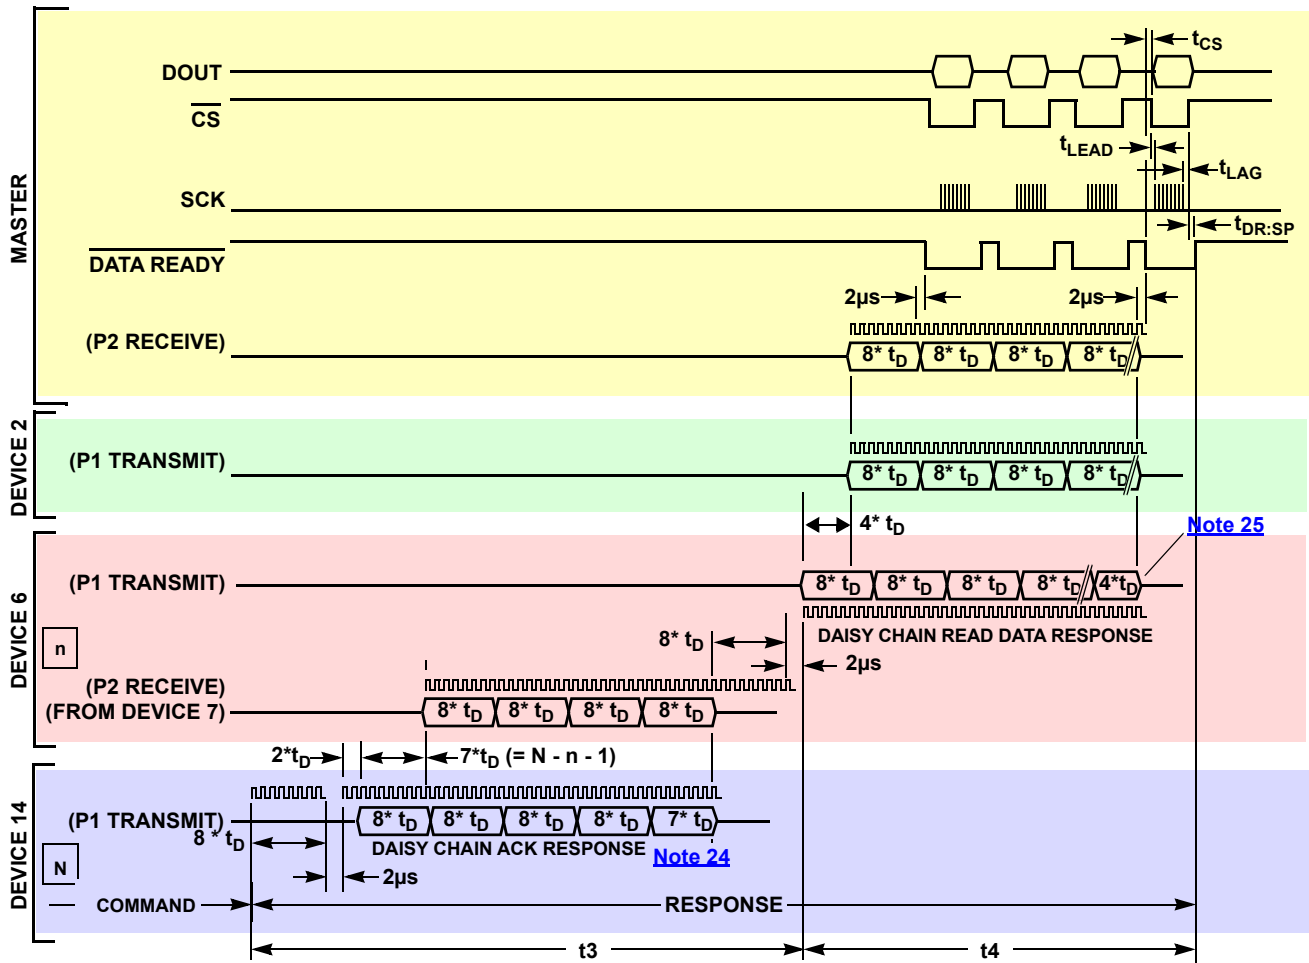 MASTER
tCS
DOUT
CS
tLEAD
tLAG
SCK
tDR:SP
DATA READY
2µs
2µs
(P2 RECEIVE)
8* tD 8* tD 8* tD 8* tD
DEVICE 2
(P1 TRANSMIT)
8* tD 8* tD 8* tD 8* tD
4* tD
Note 25
DEVICE 6
(P1 TRANSMIT)
8* tD 8* tD 8* tD 8* tD 4*tD
DAISY CHAIN READ DATA RESPONSE
n
8* tD
2µs
(P2 RECEIVE)
(FROM DEVICE 7)
8* tD 8* tD 8* tD 8* tD
2*tD
7*tD (= N - n - 1)
DEVICE 14
(P1 TRANSMIT)
8* tD 8* tD 8* tD 8* tD 7* tD
8 * tD
DAISY CHAIN ACK RESPONSE
Note 24
N
2µs
COMMAND
RESPONSE
t3
t4